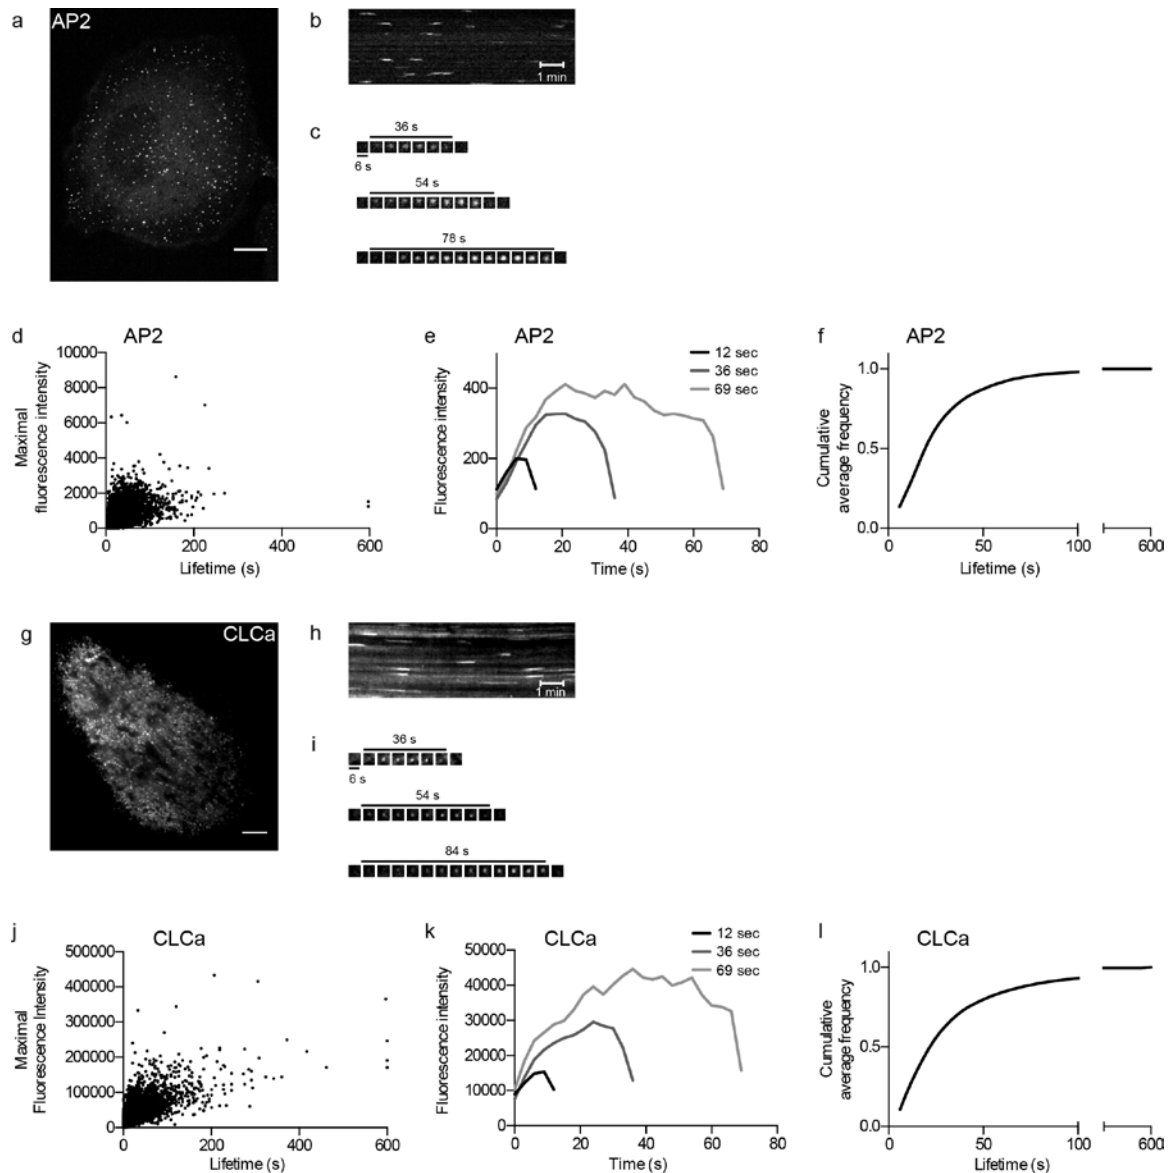 a
AP2
b
1 min
c
36 s
6 s
54 s
78 s
d
AP2
Maximal
fluorescence intensity
10000
8000
6000
4000
2000
0
0
200
400
600
Lifetime (s)
e
AP2
12 sec
36 sec
69 sec
Fluorescence intensity
400
200
0
0
20
40
60
80
Time (s)
f
AP2
Cumulative
average frequency
1.0
0.5
0.0
0
50
100
600
Lifetime (s)
g
CLCa
h
1 min
i
36 s
6 s
54 s
84 s
j
CLCa
Maximal
Fluorescence Intensity
500000
400000
300000
200000
100000
0
0
200
400
600
Lifetime (s)
k
CLCa
12 sec
36 sec
69 sec
Fluorescence intensity
50000
40000
30000
20000
10000
0
0
20
40
60
80
Time (s)
l
CLCa
Cumulative
average frequency
1.0
0.5
0.0
0
50
100
600
Lifetime (s)